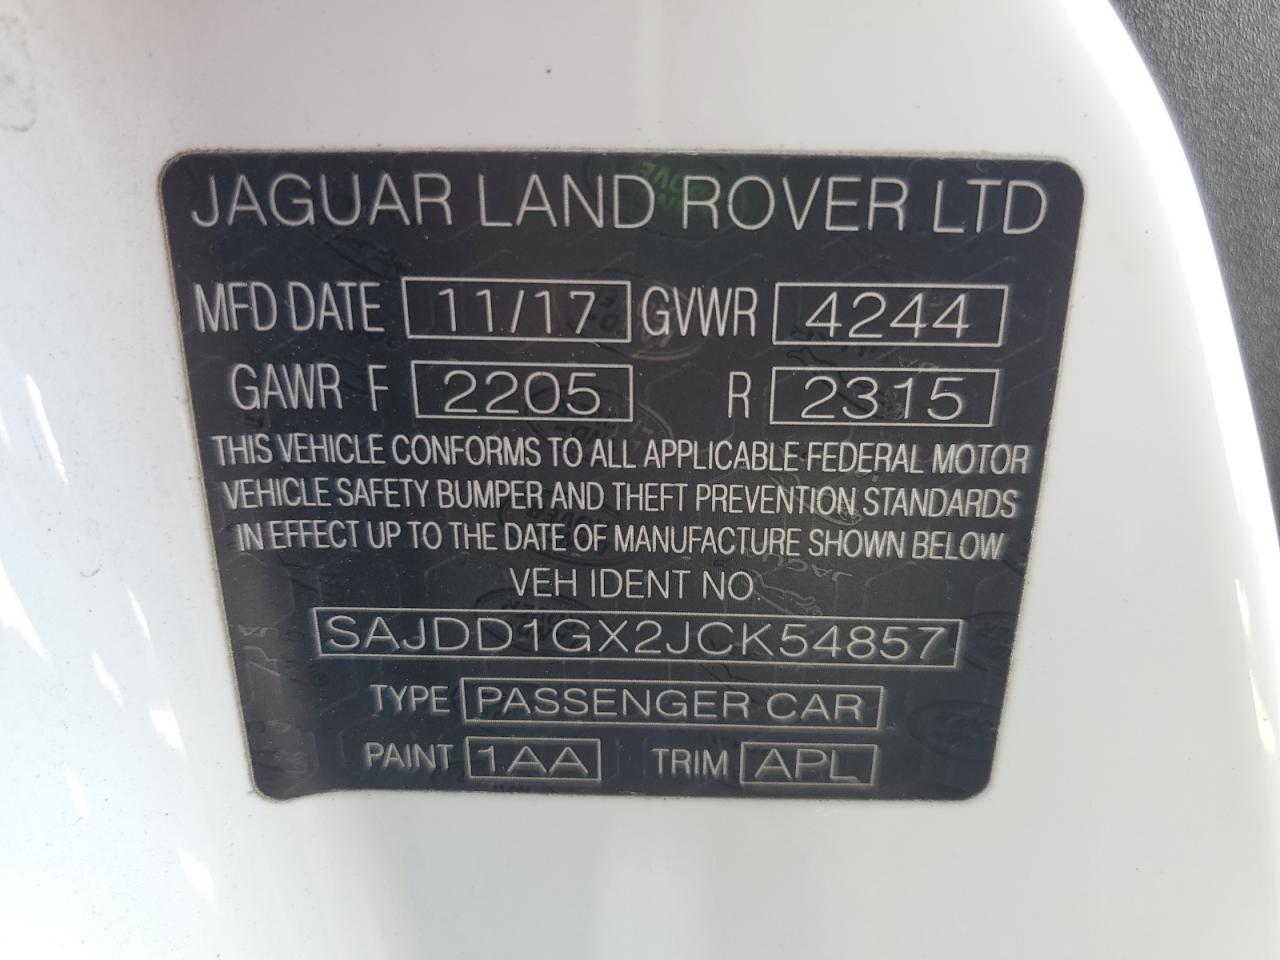 JAGUAR LAND ROVER LTD
MFD DATE 11/17 GVWR 4244
GAWR F 2205 R 2315
THIS VEHICLE CONFORMS TO ALL APPLICABLE FEDERAL MOTOR
VEHICLE SAFETY BUMPER AND THEFT PREVENTION STANDARDS
IN EFFECT UP TO THE DATE OF MANUFACTURE SHOWN BELOW
VEH IDENT NO.
SAJDD1GX2JCK54857
TYPE PASSENGER CAR
PAINT 1AA TRIM APL